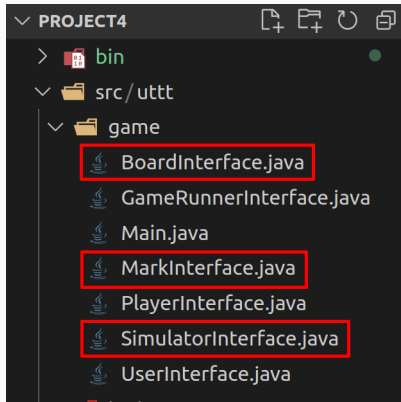 PROJECT4
bin
src/uttt
game
BoardInterface.java
GameRunnerInterface.java
Main.java
MarkInterface.java
PlayerInterface.java
SimulatorInterface.java
UserInterface.java